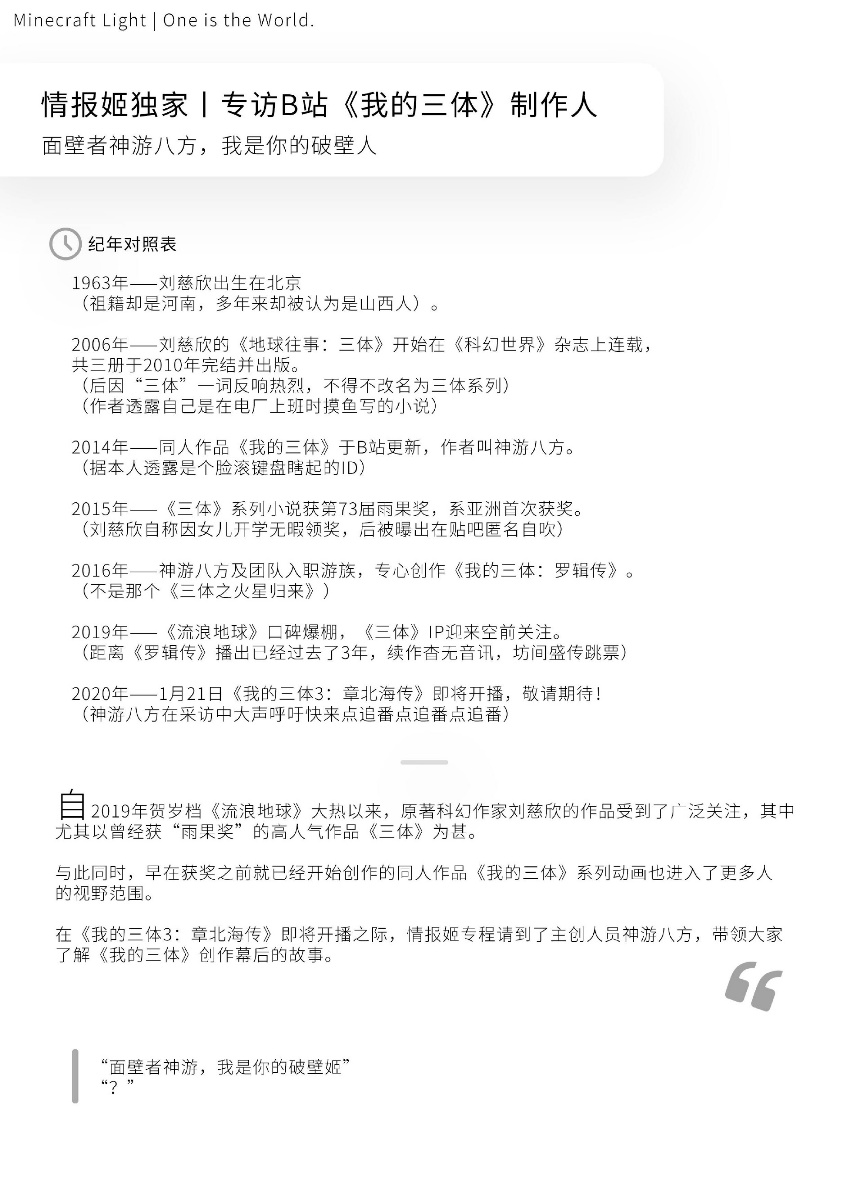 Minecraft Light | One is the World.
情报姬独家丨专访B站《我的三体》制作人
面壁者神游八方，我是你的破壁人
纪年对照表
1963年——刘慈欣出生在北京
（祖籍却是河南，多年来却被认为是山西人）。
2006年——刘慈欣的《地球往事：三体》开始在《科幻世界》杂志上连载，
共三册于2010年完结并出版。
（后因“三体”一词反响热烈，不得不改名为三体系列）
（作者透露自己是在电厂上班时摸鱼写的小说）
2014年——同人作品《我的三体》于B站更新，作者叫神游八方。
（据本人透露是个脸滚键盘瞎起的ID）
2015年——《三体》系列小说获第73届雨果奖，系亚洲首次获奖。
（刘慈欣自称因女儿开学无暇领奖，后被曝出在贴吧匿名自吹）
2016年——神游八方及团队入职游族，专心创作《我的三体：罗辑传》。
（不是那个《三体之火星归来》）
2019年——《流浪地球》口碑爆棚，《三体》IP迎来空前关注。
（距离《罗辑传》播出已经过去了3年，续作杳无音讯，坊间盛传跳票）
2020年——1月21日《我的三体3：章北海传》即将开播，敬请期待！
（神游八方在采访中大声呼吁快来点追番点追番点追番）
自2019年贺岁档《流浪地球》大热以来，原著科幻作家刘慈欣的作品受到了广泛关注，其中
尤其以曾经获“雨果奖”的高人气作品《三体》为甚。
与此同时，早在获奖之前就已经开始创作的同人作品《我的三体》系列动画也进入了更多人
的视野范围。
在《我的三体3：章北海传》即将开播之际，情报姬专程请到了主创人员神游八方，带领大家
了解《我的三体》创作幕后的故事。
“面壁者神游，我是你的破壁姬”
“？”